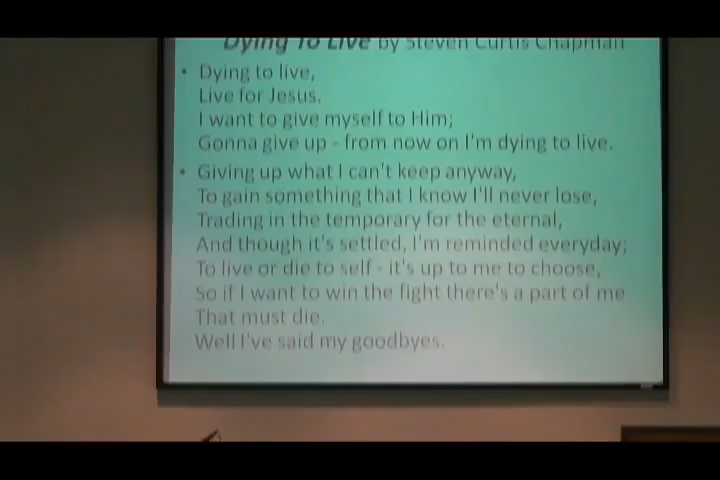 Dying To Live by Steven Curtis Chapman
• Dying to live,
Live for Jesus.
I want to give myself to Him;
Gonna give up - from now on I'm dying to live.
• Giving up what I can't keep anyway,
To gain something that I know I'll never lose,
Trading in the temporary for the eternal,
And though it's settled, I'm reminded everyday;
To live or die to self - it's up to me to choose,
So if I want to win the fight there's a part of me
That must die.
Well I've said my goodbyes.